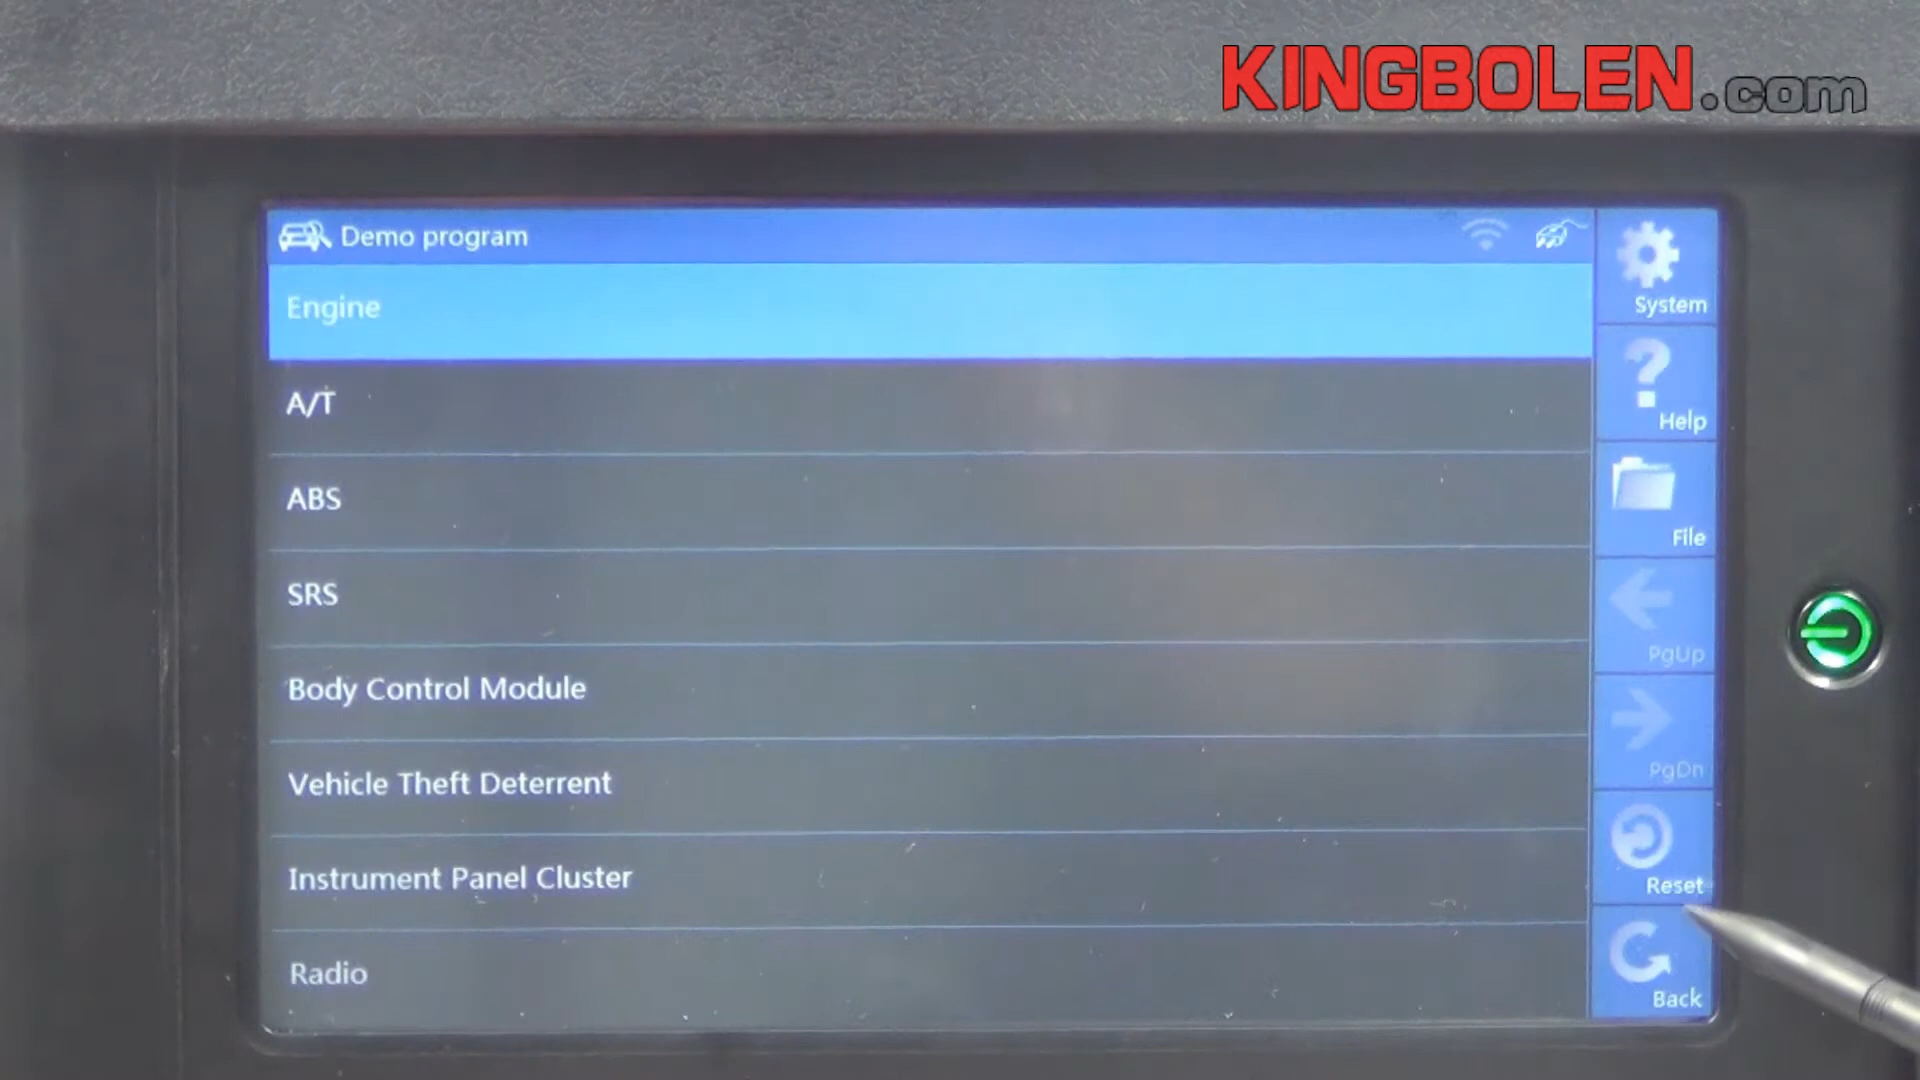 KINGBOLEN.com
Demo program
Engine
A/T
ABS
SRS
Body Control Module
Vehicle Theft Deterrent
Instrument Panel Cluster
Radio
System
Help
File
PgUp
PgDn
Reset
Back